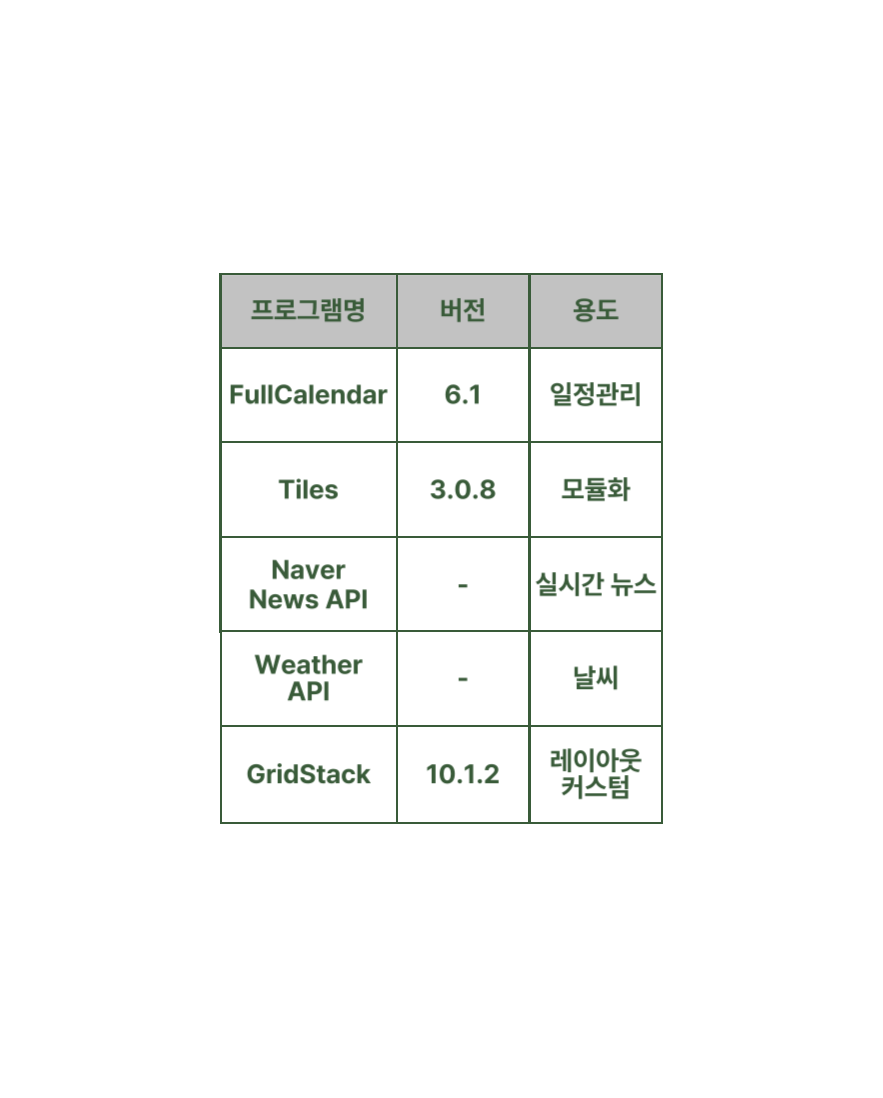 프로그램명 버전 용도
FullCalendar 6.1 일정관리
Tiles 3.0.8 모듈화
Naver
News API - 실시간 뉴스
Weather
API - 날씨
GridStack 10.1.2 레이아웃
커스텀